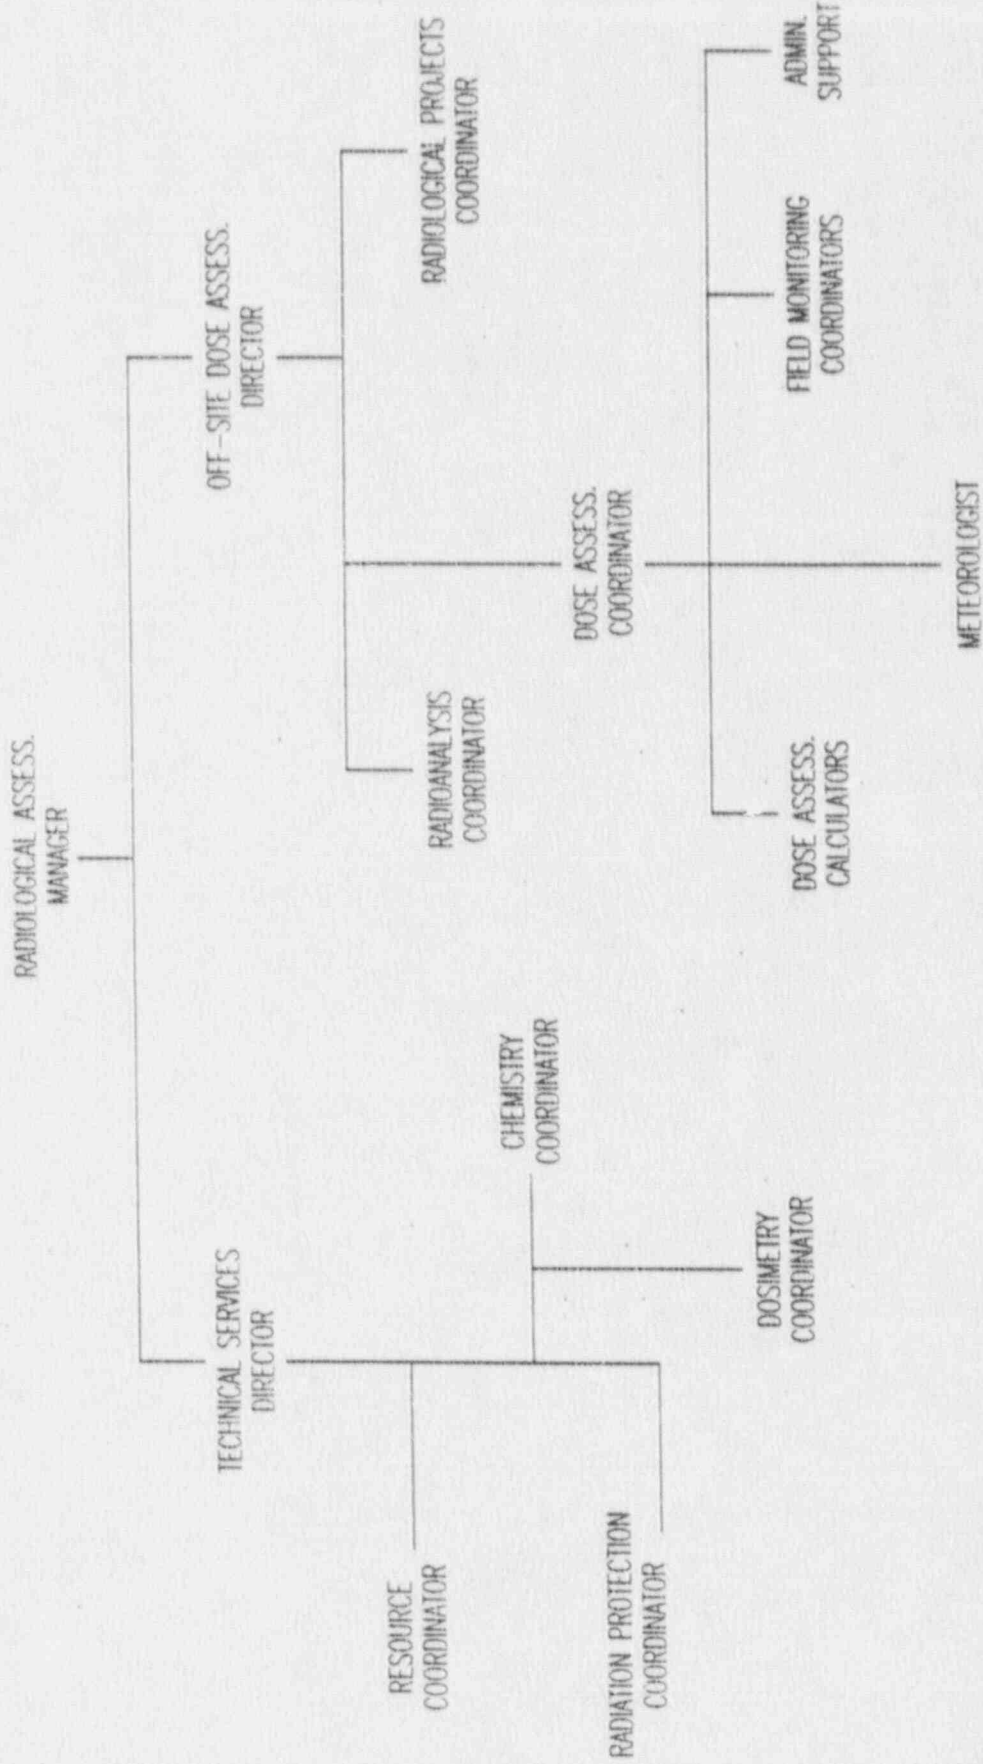 RADIOLOGICAL ASSESS.
MANAGER
TECHNICAL SERVICES
DIRECTOR
OFF-SITE DOSE ASSESS.
DIRECTOR
RESOURCE
COORDINATOR
CHEMISTRY
COORDINATOR
RADIATION PROTECTION
COORDINATOR
DOSIMETRY
COORDINATOR
RADIOANALYSIS
COORDINATOR
RADIOLOGICAL PROJECTS
COORDINATOR
DOSE ASSESS.
COORDINATOR
DOSE ASSESS.
CALCULATORS
FIELD MONITORING
COORDINATORS
ADMIN.
SUPPORT
METEOROLOGIST